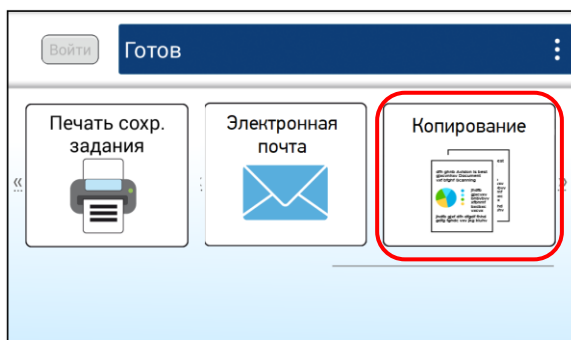 Войти
Готов
Печать сохр.
задания
Электронная
почта
Копирование